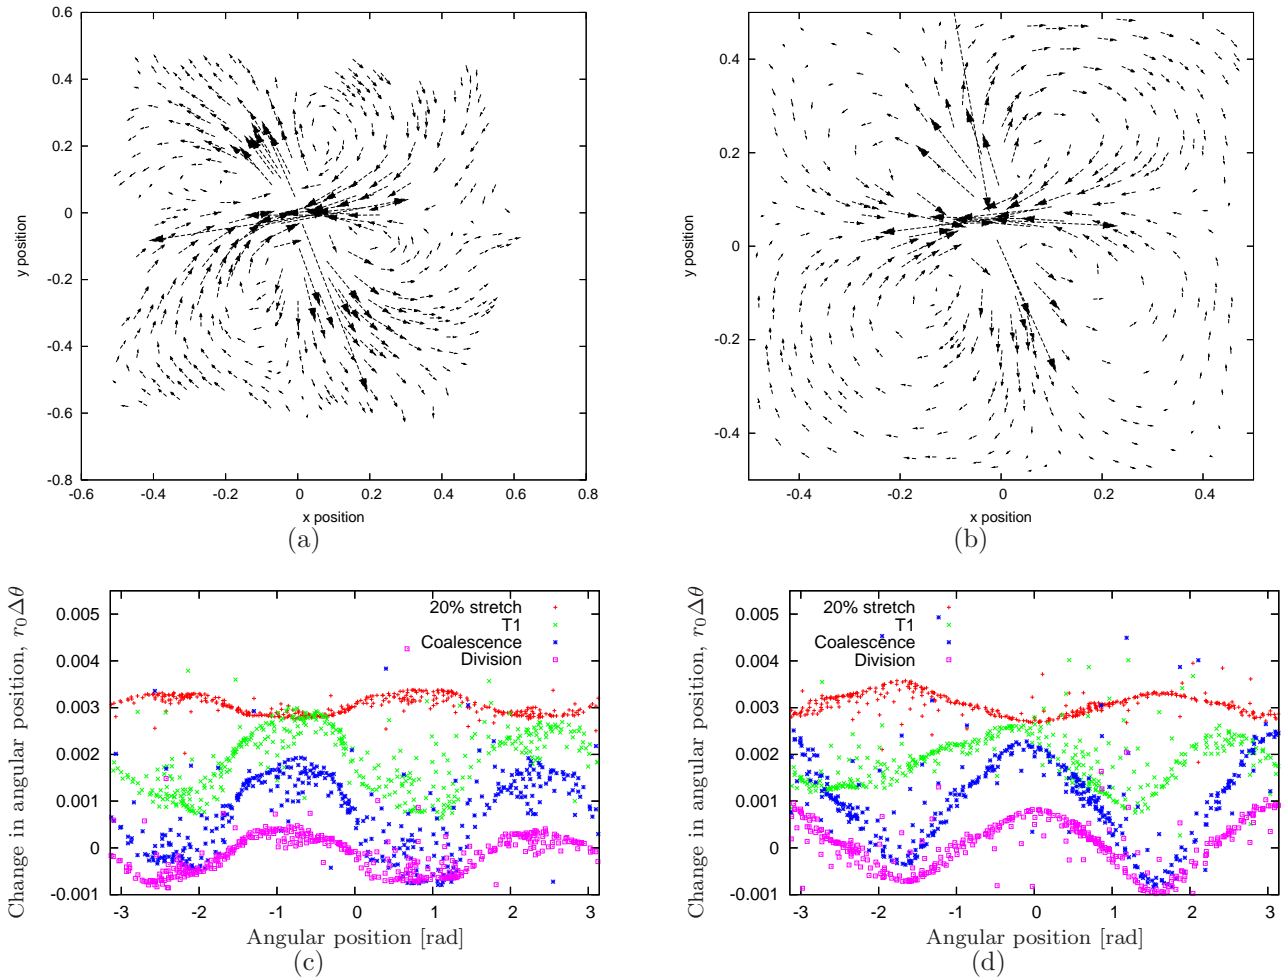 0.6
0.4
0.2
0
-0.2
-0.4
-0.6
-0.8
y position
-0.6 -0.4 -0.2 0 0.2 0.4 0.6 0.8
x position
(a)
0.4
0.2
0
-0.2
-0.4
y position
-0.4 -0.2 0 0.2 0.4
x position
(b)
Change in angular position, r₀Δθ
0.005
0.004
0.003
0.002
0.001
0
-0.001
20% stretch
T1
Coalescence
Division
-3 -2 -1 0 1 2 3
Angular position [rad]
(c)
Change in angular position, r₀Δθ
0.005
0.004
0.003
0.002
0.001
0
-0.001
20% stretch
T1
Coalescence
Division
-3 -2 -1 0 1 2 3
Angular position [rad]
(d)